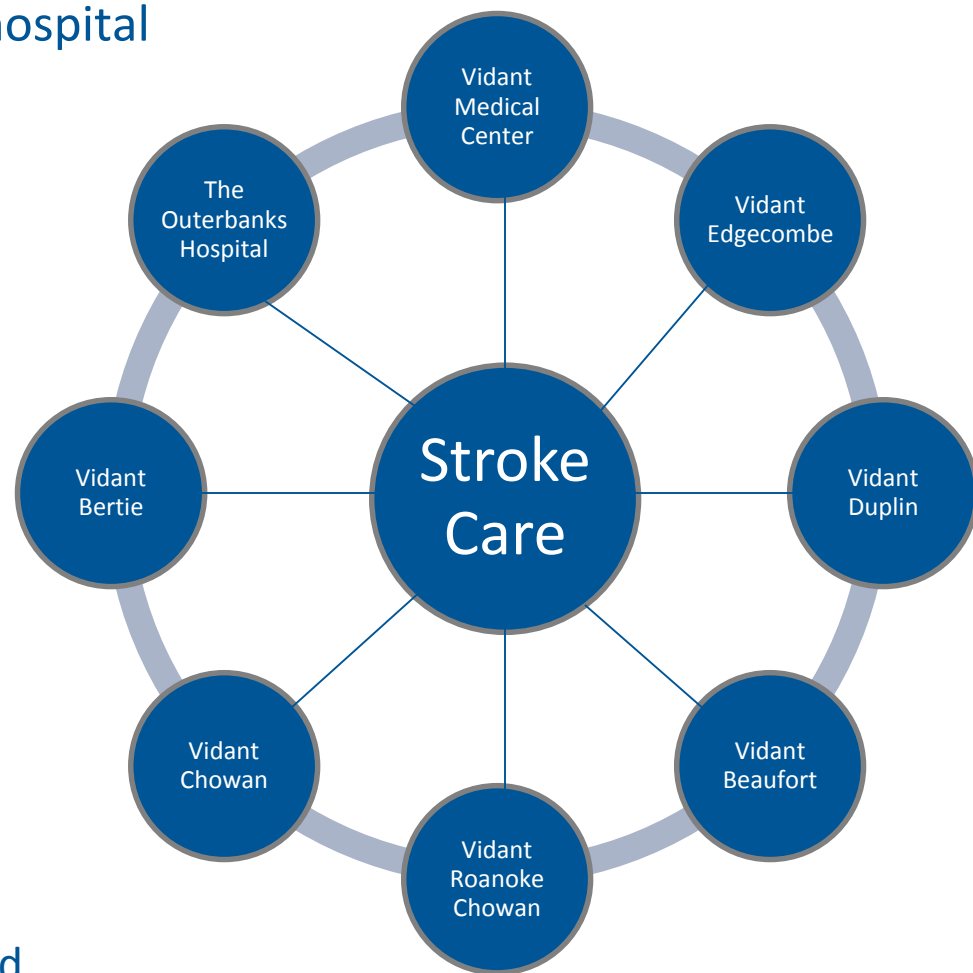 hospital
Vidant
Medical
Center
The
Outerbanks
Hospital
Vidant
Edgecombe
Stroke
Care
Vidant
Bertie
Vidant
Duplin
Vidant
Chowan
Vidant
Beaufort
Vidant
Roanoke
Chowan